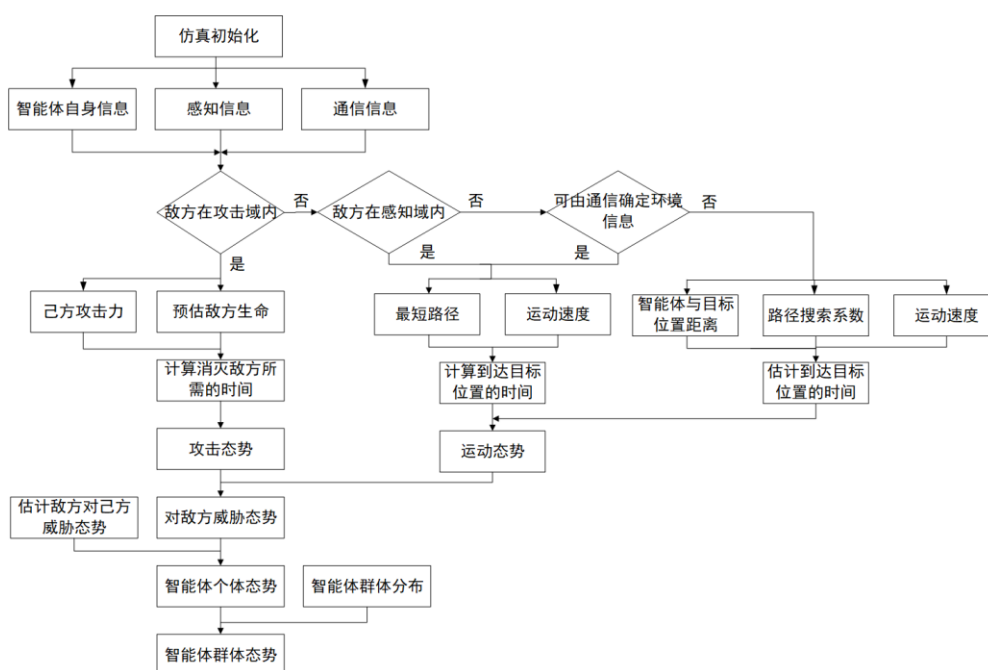 仿真初始化
智能体自身信息
感知信息
通信信息
敌方在攻击域内
否
敌方在感知域内
否
可由通信确定环境
信息
否
是
是
是
己方攻击力
预估敌方生命
最短路径
运动速度
智能体与目标
位置距离
路径搜索系数
运动速度
计算消灭敌方所
需的时间
计算到达目标
位置的时间
估计到达目标
位置的时间
攻击态势
运动态势
估计敌方对己方
威胁态势
对敌方威胁态势
智能体个体态势
智能体群体分布
智能体群体态势